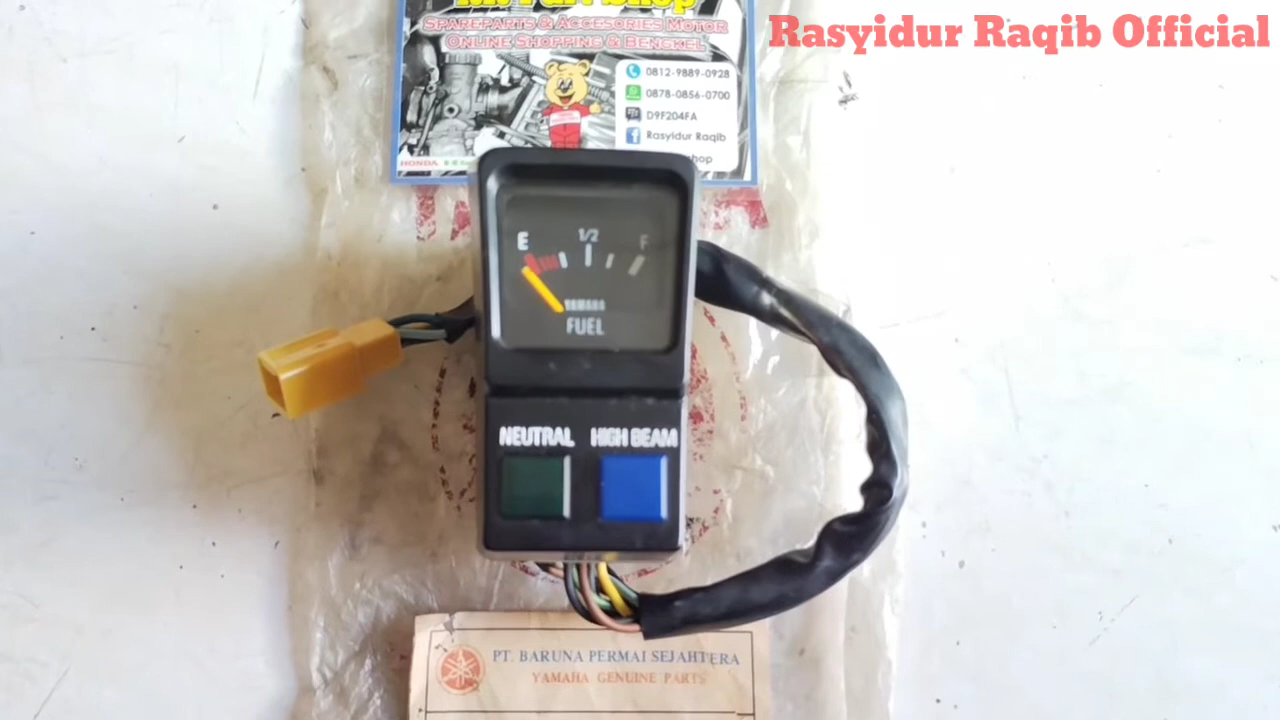 Rasyidur Raqib Official
SPAREPARTS & ACCESORIES MOTOR
ONLINE SHOPPING & BENGKEL
0812-9889-0928
0878-0856-0700
D9F204FA
Rasyidur Raqib
HONDA
E 1/2 F
YAMAHA
FUEL
NEUTRAL HIGH BEAM
PT. BARUNA PERMAI SEJAHTERA
YAMAHA GENUINE PARTS